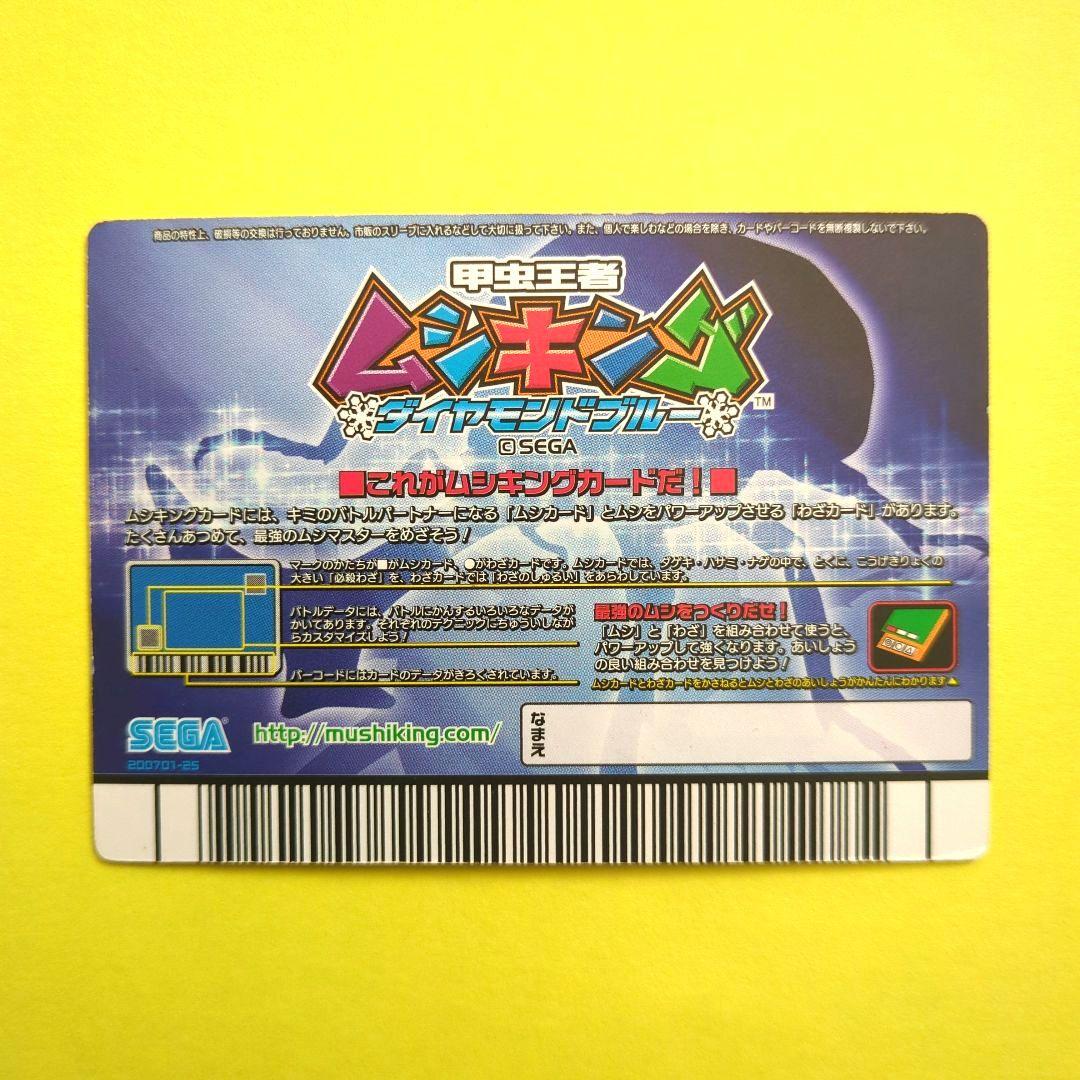 商品の特性上、破損等の交換は行っておりません。市販のスリーブに入れるなどして大切に扱って下さい。また、個人で楽しむなどの場合を除き、カードやバーコードを無断複製しないで下さい。
甲虫王者
ムシキング
ダイヤモンドブルー
TM
©SEGA
■これがムシキングカードだ！■
ムシキングカードには、キミのバトルパートナーになる「ムシカード」とムシをパワーアップさせる「わざカード」があります。
たくさんあつめて、最強のムシマスターをめざそう！
マークのかたちが■がムシカード、●がわざカードです。ムシカードでは、ダゲキ・ハサミ・ナゲの中で、とくに、こうげきりょくの
大きい「必殺わざ」を、わざカードでは「わざのしゅるい」をあらわしています。
バトルデータには、バトルにかんするいろいろなデータが
かいてあります。それぞれのテクニックにちゅういしなが
らカスタマイズしよう！
バーコードにはカードのデータがきろくされています。
最強のムシをつくりだせ！
「ムシ」と「わざ」を組み合わせて使うと、
パワーアップして強くなります。あいしょう
の良い組み合わせを見つけよう！
ムシカードとわざカードをかさねるとムシとわざのあいしょうがかんたんにわかります▲
SEGA®
http://mushiking.com/
なまえ
200701-25